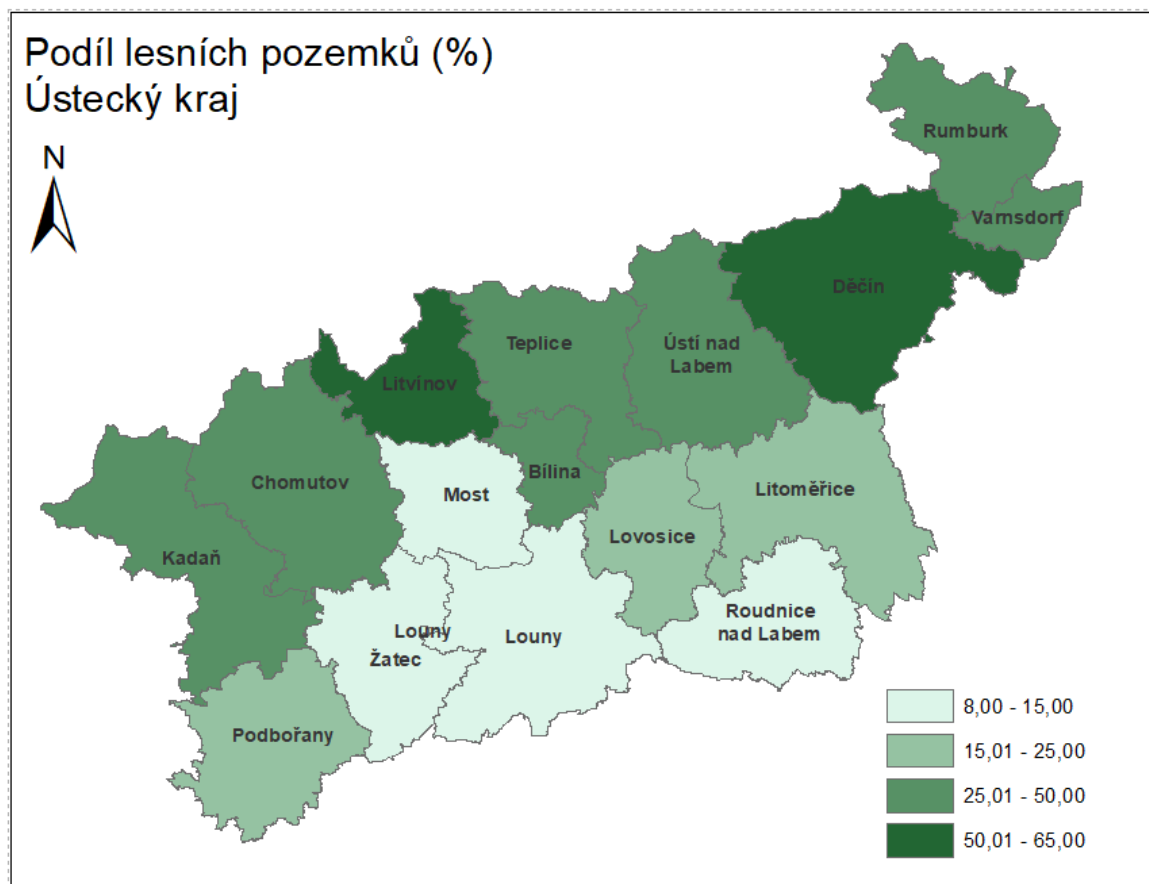 Podíl lesních pozemků (%)
Ústecký kraj
N
Rumburk
Varnsdorf
Děčín
Teplice
Ústí nad
Labem
Litvínov
Chomutov
Most
Bílina
Litoměřice
Lovosice
Kadaň
Roudnice
nad Labem
Louny
Louny
Žatec
Podbořany
8,00 - 15,00
15,01 - 25,00
25,01 - 50,00
50,01 - 65,00